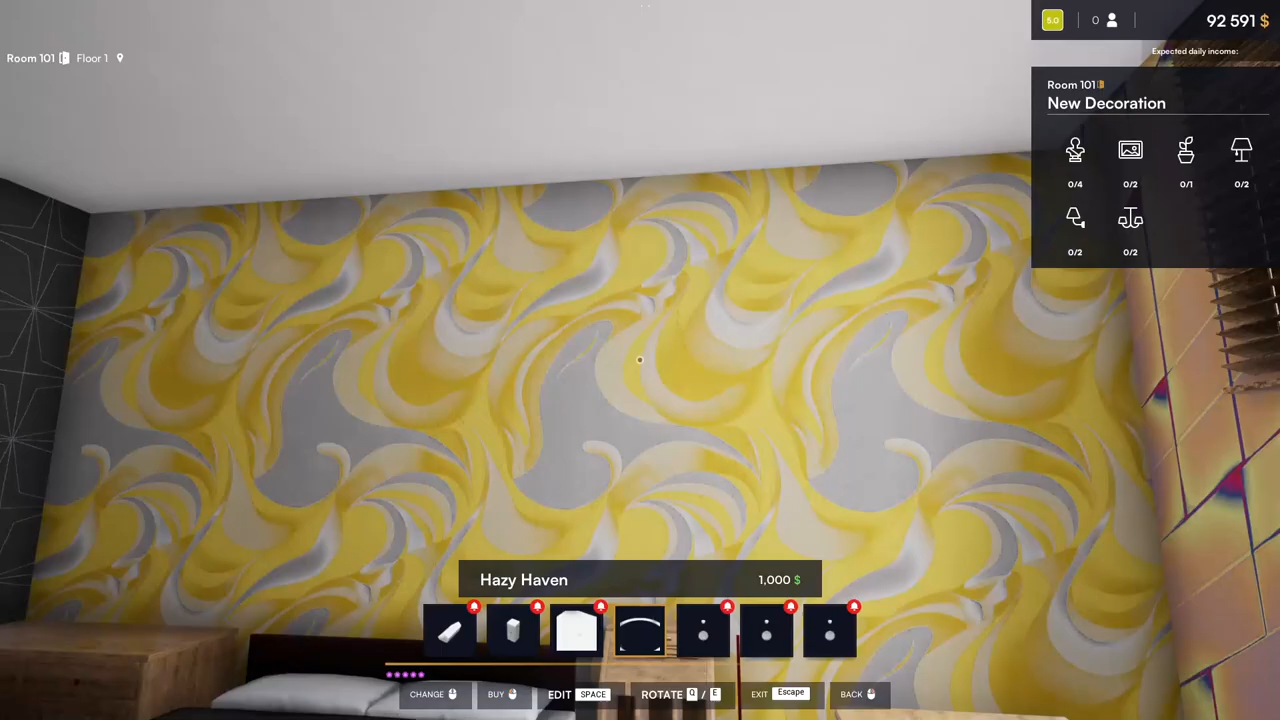 5.0 0 92 591 $
Expected daily income:
Room 101 Floor 1
Room 101
New Decoration
0/4 0/2 0/1 0/2
0/2 0/2
Hazy Haven 1,000 $
CHANGE BUY EDIT SPACE ROTATE Q / E EXIT Escape BACK